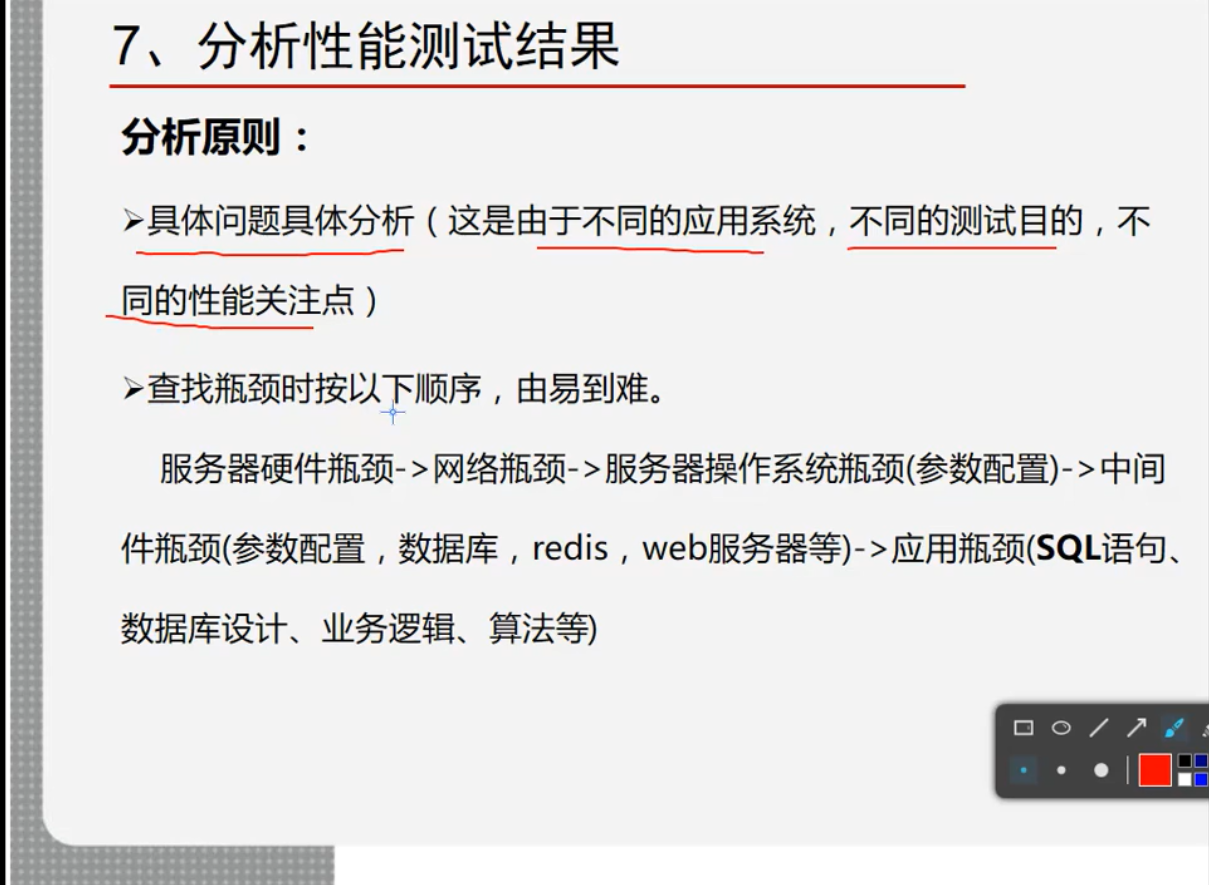 7、分析性能测试结果
分析原则：
➢具体问题具体分析（这是由于不同的应用系统，不同的测试目的，不
同的性能关注点）
➢查找瓶颈时按以下顺序，由易到难。
服务器硬件瓶颈->网络瓶颈->服务器操作系统瓶颈(参数配置)->中间
件瓶颈(参数配置，数据库，redis，web服务器等)->应用瓶颈(SQL语句、
数据库设计、业务逻辑、算法等)